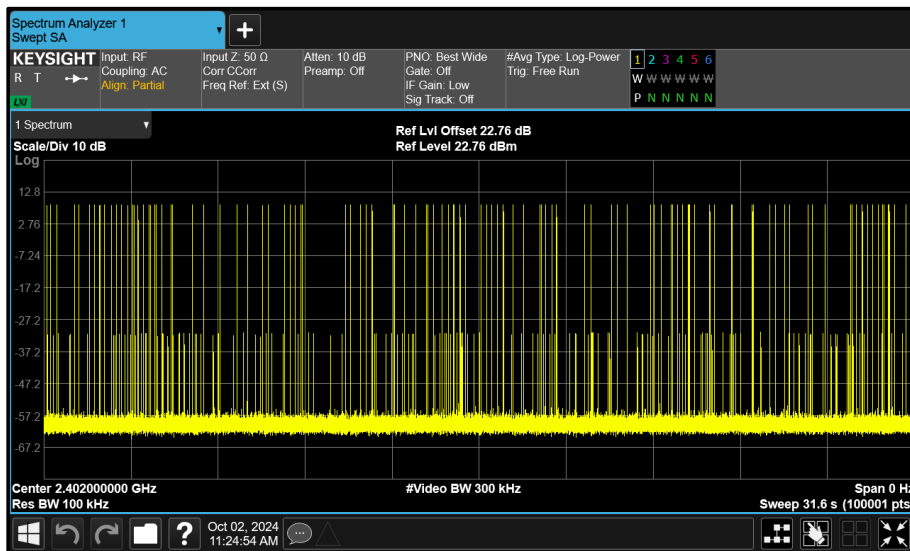 Spectrum Analyzer 1
Swept SA
KEYSIGHT
R T
LXI
Input: RF
Coupling: AC
Align: Partial
Input Z: 50 Ω
Corr CCorr
Freq Ref: Ext (S)
Atten: 10 dB
Preamp: Off
PNO: Best Wide
Gate: Off
IF Gain: Low
Sig Track: Off
#Avg Type: Log-Power
Trig: Free Run
1 2 3 4 5 6
W W W W W W
P N N N N N
1 Spectrum
Scale/Div 10 dB
Ref Lvl Offset 22.76 dB
Ref Level 22.76 dBm
Log
12.8
2.76
-7.24
-17.2
-27.2
-37.2
-47.2
-57.2
-67.2
Center 2.402000000 GHz
#Video BW 300 kHz
Span 0 Hz
Res BW 100 kHz
Sweep 31.6 s (100001 pts
?
Oct 02, 2024
11:24:54 AM